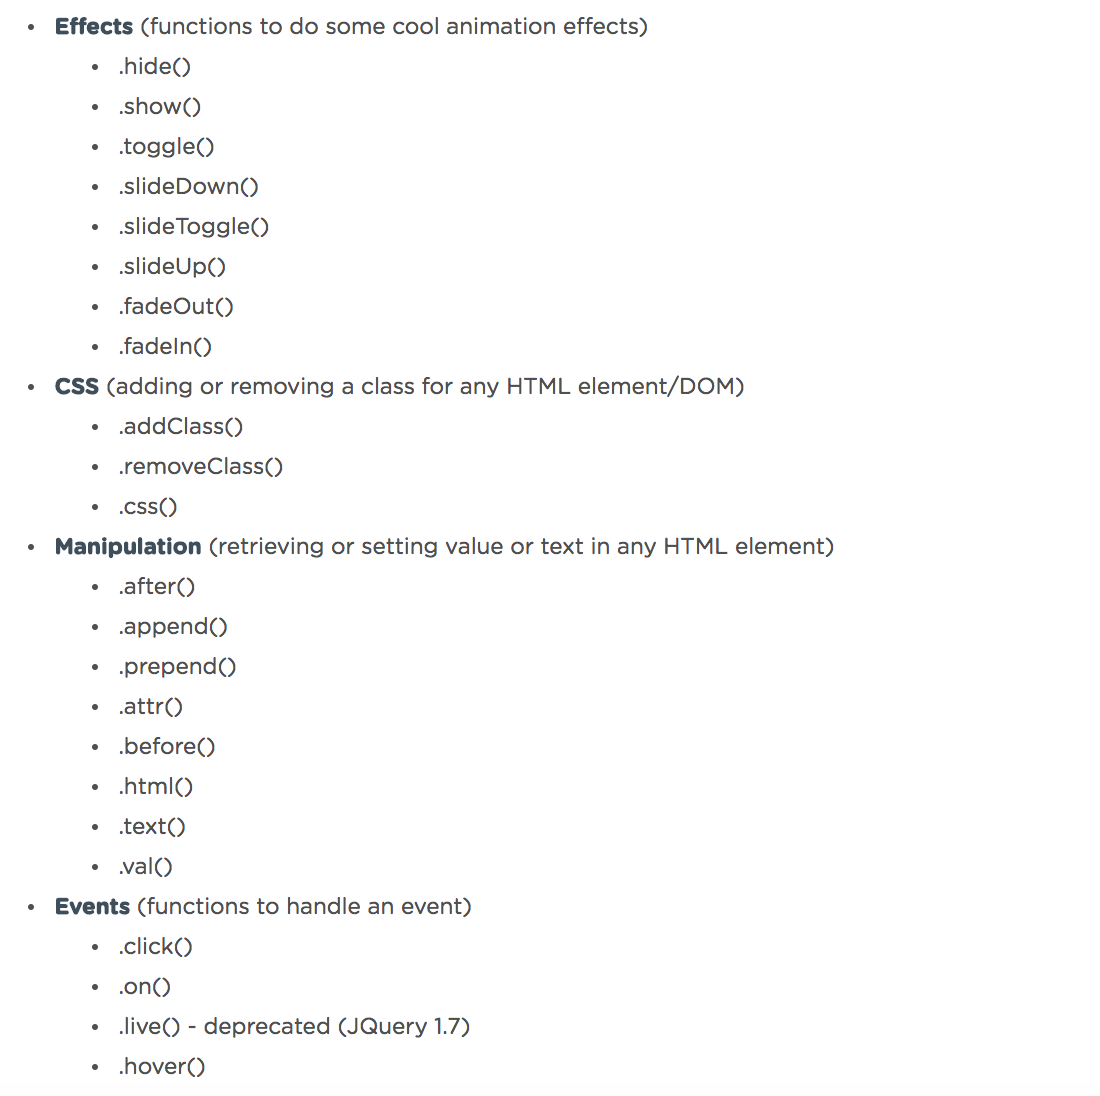 • Effects (functions to do some cool animation effects)
• .hide()
• .show()
• .toggle()
• .slideDown()
• .slideToggle()
• .slideUp()
• .fadeOut()
• .fadeIn()
• CSS (adding or removing a class for any HTML element/DOM)
• .addClass()
• .removeClass()
• .css()
• Manipulation (retrieving or setting value or text in any HTML element)
• .after()
• .append()
• .prepend()
• .attr()
• .before()
• .html()
• .text()
• .val()
• Events (functions to handle an event)
• .click()
• .on()
• .live() - deprecated (JQuery 1.7)
• .hover()